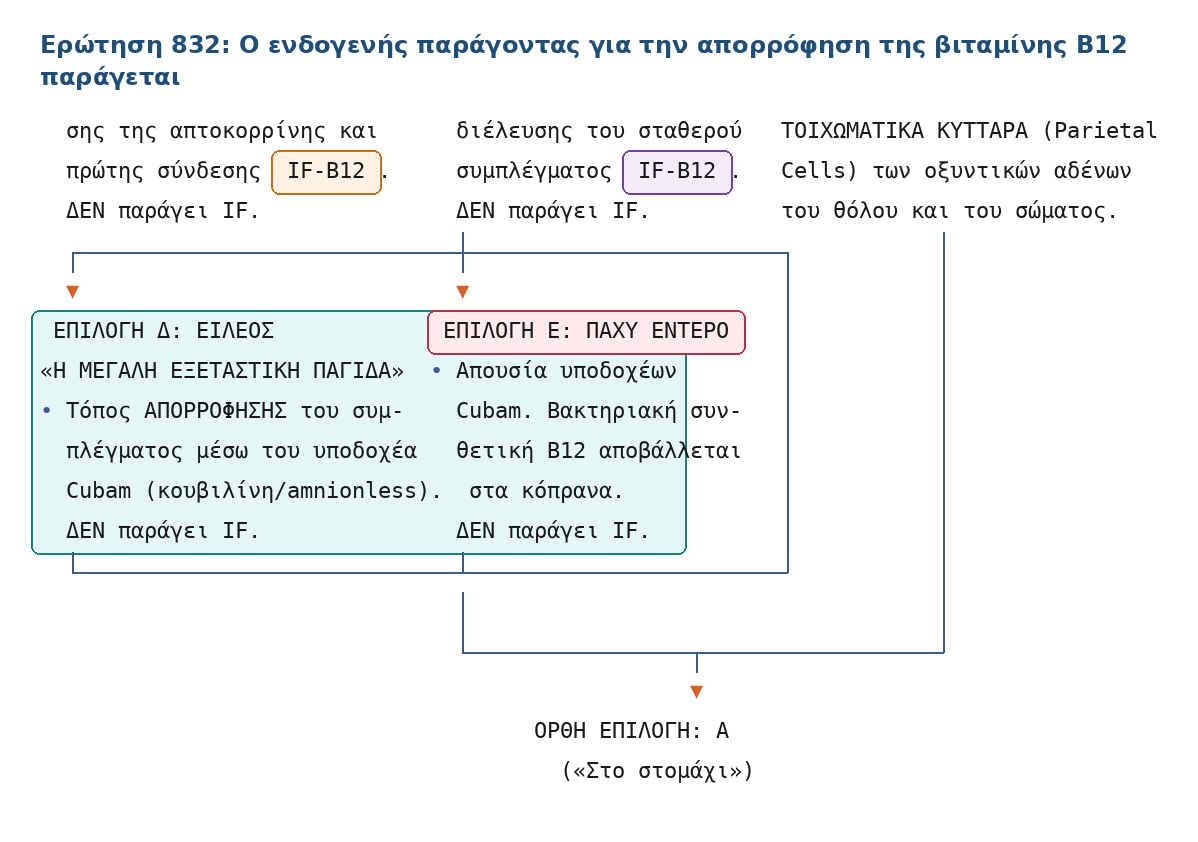 Ερώτηση 832: Ο ενδογενής παράγοντας για την απορρόφηση της βιταμίνης Β12
παράγεται
σης της απτοκορρίνης και
πρώτης σύνδεσης IF-B12.
ΔΕΝ παράγει IF.
διέλευσης του σταθερού
συμπλέγματος IF-B12.
ΔΕΝ παράγει IF.
ΤΟΙΧΩΜΑΤΙΚΑ ΚΥΤΤΑΡΑ (Parietal
Cells) των οξυντικών αδένων
του θόλου και του σώματος.
▼ ▼
ΕΠΙΛΟΓΗ Δ: ΕΙΛΕΟΣ
«Η ΜΕΓΑΛΗ ΕΞΕΤΑΣΤΙΚΗ ΠΑΓΙΔΑ»
• Τόπος ΑΠΟΡΡΟΦΗΣΗΣ του συμ-
πλέγματος μέσω του υποδοχέα
Cubam (κουβιλίνη/amnionless).
ΔΕΝ παράγει IF.
ΕΠΙΛΟΓΗ Ε: ΠΑΧΥ ΕΝΤΕΡΟ
• Απουσία υποδοχέων
Cubam. Βακτηριακή συν-
θετική Β12 αποβάλλεται
στα κόπρανα.
ΔΕΝ παράγει IF.
▼
ΟΡΘΗ ΕΠΙΛΟΓΗ: Α
(«Στο στομάχι»)